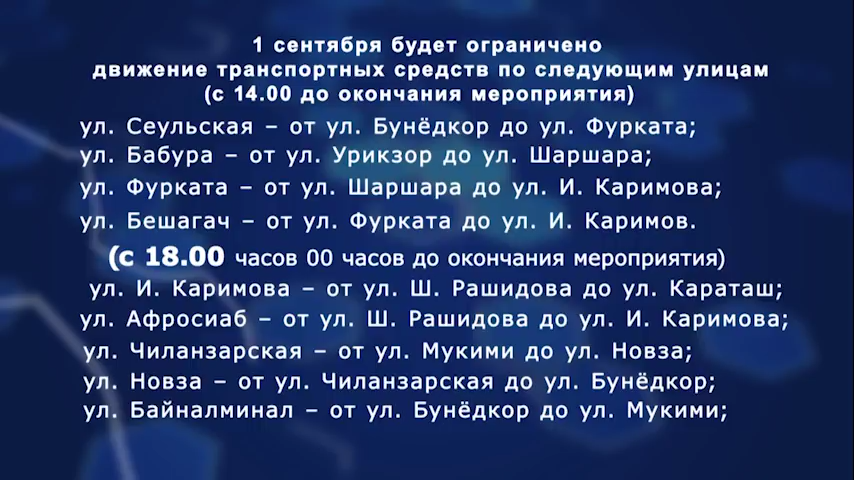 1 сентября будет ограничено
движение транспортных средств по следующим улицам
(с 14.00 до окончания мероприятия)
ул. Сеульская – от ул. Бунёдкор до ул. Фурката;
ул. Бабура – от ул. Урикзор до ул. Шаршара;
ул. Фурката – от ул. Шаршара до ул. И. Каримова;
ул. Бешагач – от ул. Фурката до ул. И. Каримов.
(с 18.00 часов 00 часов до окончания мероприятия)
ул. И. Каримова – от ул. Ш. Рашидова до ул. Караташ;
ул. Афросиаб – от ул. Ш. Рашидова до ул. И. Каримова;
ул. Чиланзарская – от ул. Мукими до ул. Новза;
ул. Новза – от ул. Чиланзарская до ул. Бунёдкор;
ул. Байналминал – от ул. Бунёдкор до ул. Мукими;